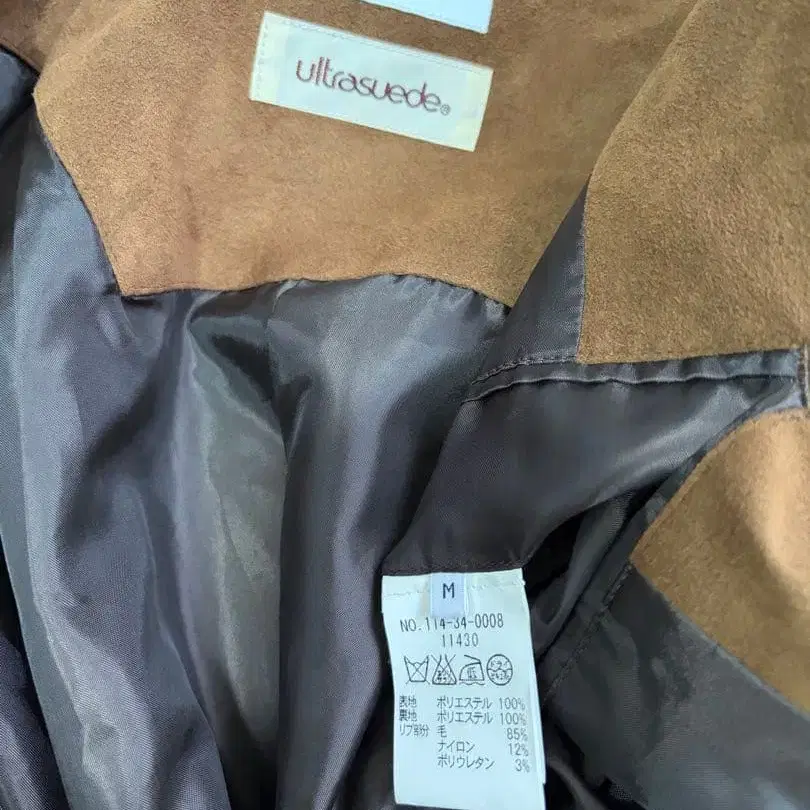 ultrasuede®
M
NO. 114-34-0008
11430
表地 ポリエステル 100%
裏地 ポリエステル 100%
リブ部分 毛 85%
ナイロン 12%
ポリウレタン 3%